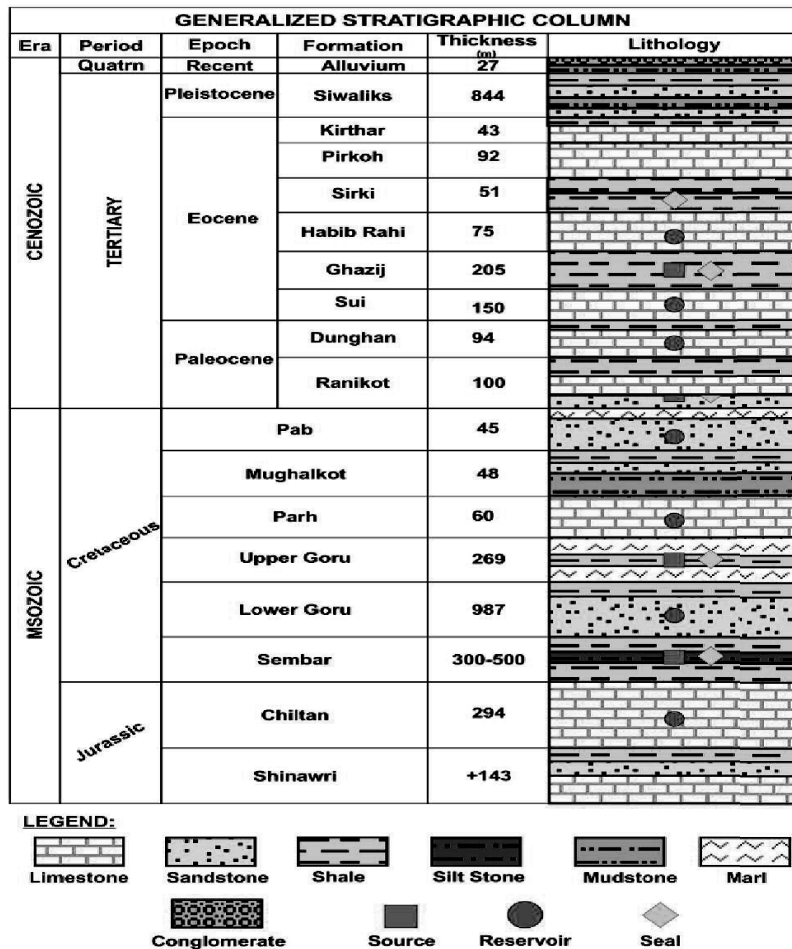 GENERALIZED STRATIGRAPHIC COLUMN
Era Period Epoch Formation Thickness (m) Lithology
Quatrn Recent Alluvium 27
Pleistocene Siwaliks 844
Kirthar 43
Pirkoh 92
Sirki 51
CENOZOIC TERTIARY Eocene
Habib Rahi 75
Ghazij 205
Sui 150
Dunghan 94
Paleocene
Ranikot 100
Pab 45
Mughalkot 48
Parh 60
Cretaceous
Upper Goru 269
MSOZOIC
Lower Goru 987
Sembar 300-500
Chiltan 294
Jurassic
Shinawri +143
LEGEND:
Limestone Sandstone Shale Silt Stone Mudstone Marl
Conglomerate Source Reservoir Seal